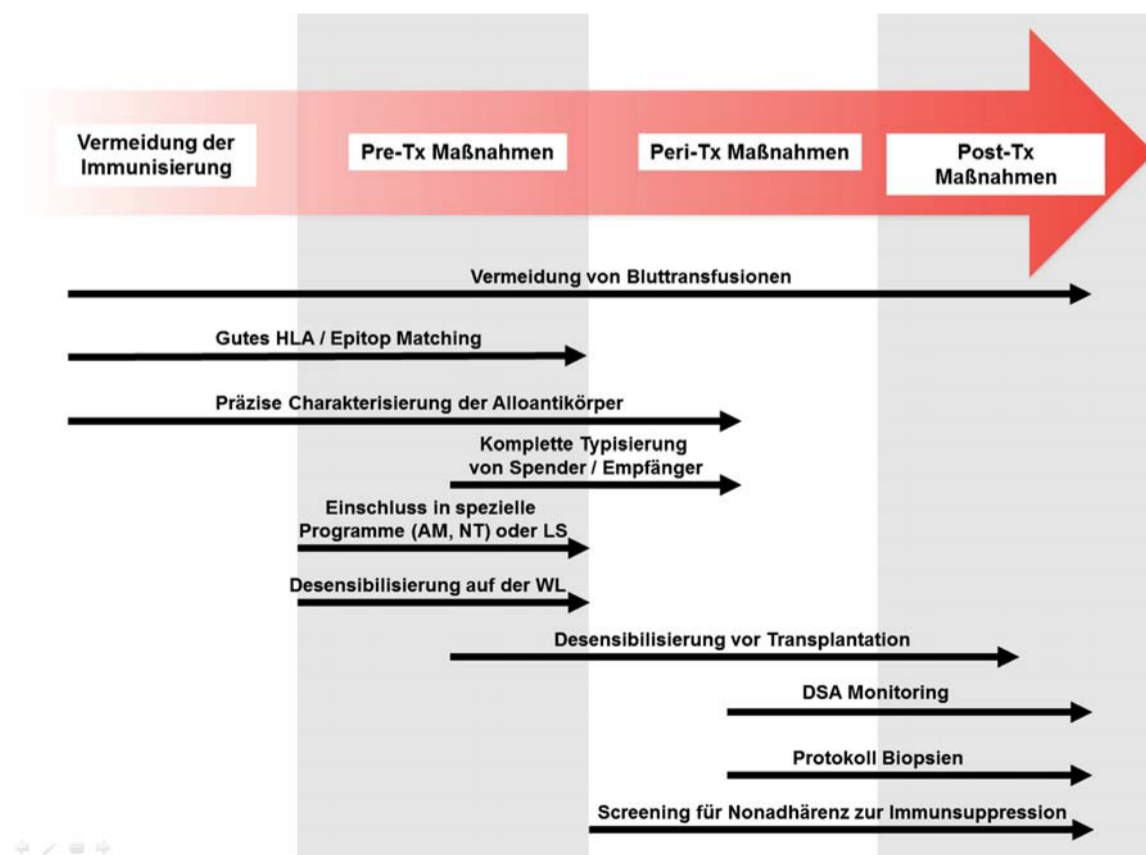 Vermeidung der
Immunisierung
Pre-Tx Maßnahmen
Peri-Tx Maßnahmen
Post-Tx
Maßnahmen
Vermeidung von Bluttransfusionen
Gutes HLA / Epitop Matching
Präzise Charakterisierung der Alloantikörper
Komplette Typisierung
von Spender / Empfänger
Einschluss in spezielle
Programme (AM, NT) oder LS
Desensibilisierung auf der WL
Desensibilisierung vor Transplantation
DSA Monitoring
Protokoll Biopsien
Screening für Nonadhärenz zur Immunsuppression